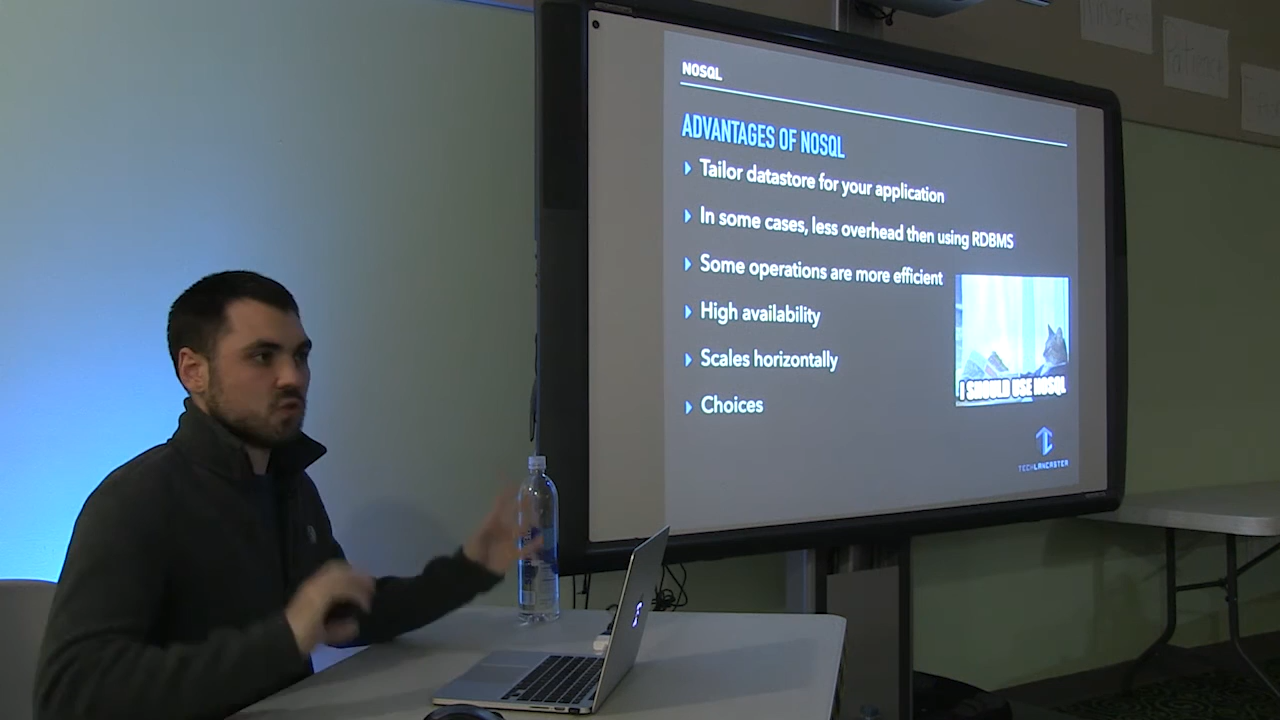 NOSQL
ADVANTAGES OF NOSQL
Tailor datastore for your application
In some cases, less overhead then using RDBMS
Some operations are more efficient
High availability
Scales horizontally
Choices
I SHOULD USE NOSQL
TECHLANCASTER